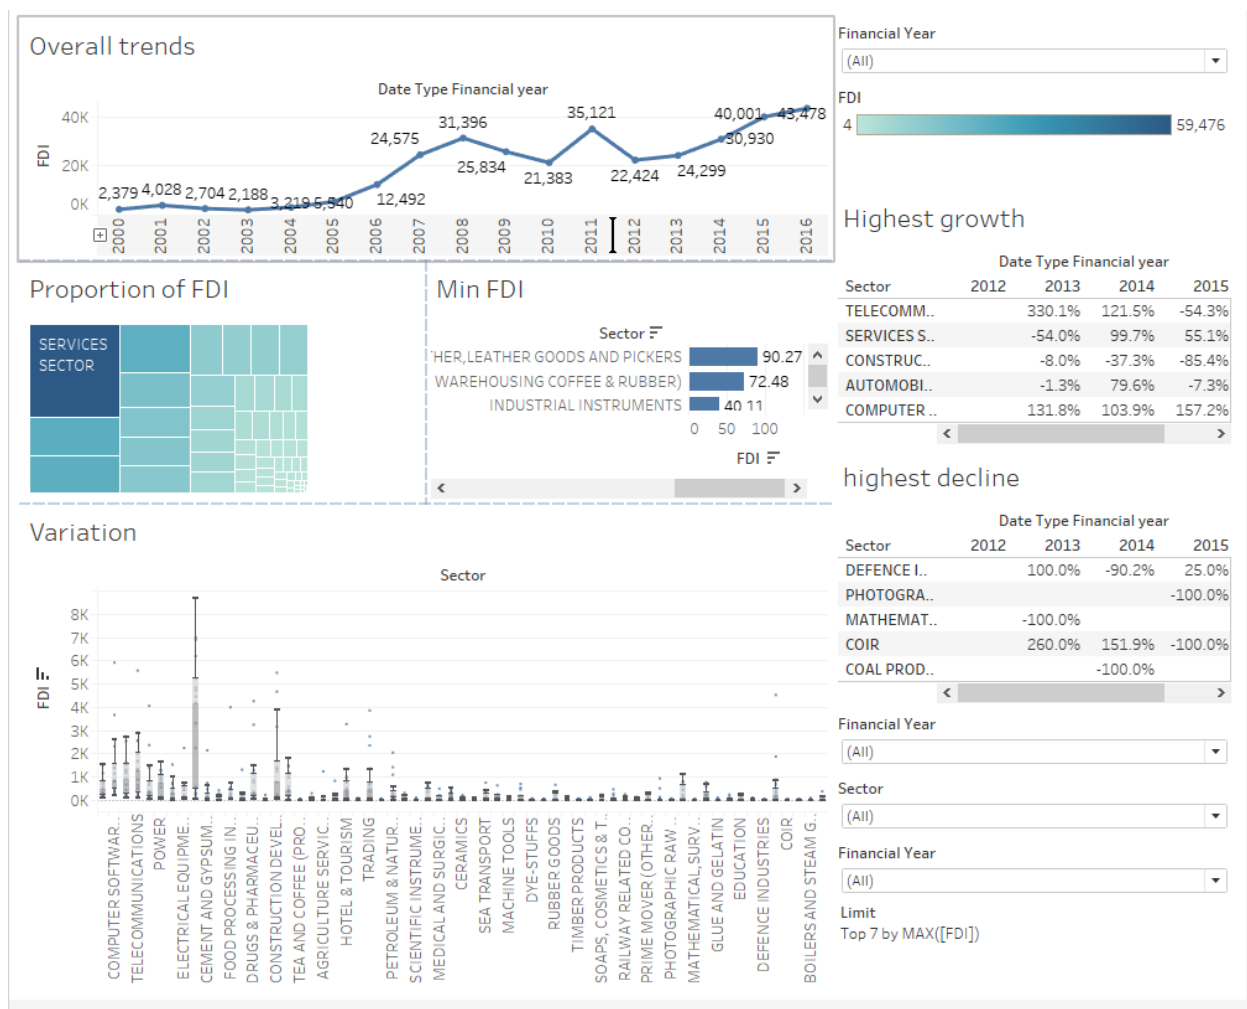 Overall trends
Date Type Financial year
FDI
40K
20K
0K
2,379
4,028
2,704
2,188
3,219
5,540
12,492
24,575
31,396
25,834
21,383
35,121
22,424
24,299
30,930
40,001
43,478
2000
2001
2002
2003
2004
2005
2006
2007
2008
2009
2010
2011
2012
2013
2014
2015
2016
Financial Year
(All)
FDI
4
59,476
Proportion of FDI
SERVICES
SECTOR
Min FDI
Sector
HER,LEATHER GOODS AND PICKERS 90.27
WAREHOUSING COFFEE & RUBBER) 72.48
INDUSTRIAL INSTRUMENTS 40.11
0 50 100
FDI
Highest growth
Date Type Financial year
Sector 2012 2013 2014 2015
TELECOMM.. 330.1% 121.5% -54.3%
SERVICES S.. -54.0% 99.7% 55.1%
CONSTRUC.. -8.0% -37.3% -85.4%
AUTOMOBI.. -1.3% 79.6% -7.3%
COMPUTER .. 131.8% 103.9% 157.2%
highest decline
Date Type Financial year
Sector 2012 2013 2014 2015
DEFENCE I.. 100.0% -90.2% 25.0%
PHOTOGRA.. -100.0%
MATHEMAT.. -100.0%
COIR 260.0% 151.9% -100.0%
COAL PROD.. -100.0%
Variation
Sector
FDI
8K
7K
6K
5K
4K
3K
2K
1K
0K
COMPUTER SOFTWAR..
TELECOMMUNICATIONS
POWER
ELECTRICAL EQUIPME..
CEMENT AND GYPSUM..
FOOD PROCESSING IN..
DRUGS & PHARMACEU..
CONSTRUCTION DEVEL..
TEA AND COFFEE (PRO..
AGRICULTURE SERVIC..
HOTEL & TOURISM
TRADING
PETROLEUM & NATUR..
SCIENTIFIC INSTRUME..
MEDICAL AND SURGIC..
CERAMICS
SEA TRANSPORT
MACHINE TOOLS
DYE-STUFFS
RUBBER GOODS
TIMBER PRODUCTS
SOAPS, COSMETICS & T..
RAILWAY RELATED CO..
PRIME MOVER (OTHER..
PHOTOGRAPHIC RAW ..
MATHEMATICAL,SURV..
GLUE AND GELATIN
EDUCATION
DEFENCE INDUSTRIES
COIR
BOILERS AND STEAM G..
Financial Year
(All)
Sector
(All)
Financial Year
(All)
Limit
Top 7 by MAX([FDI])